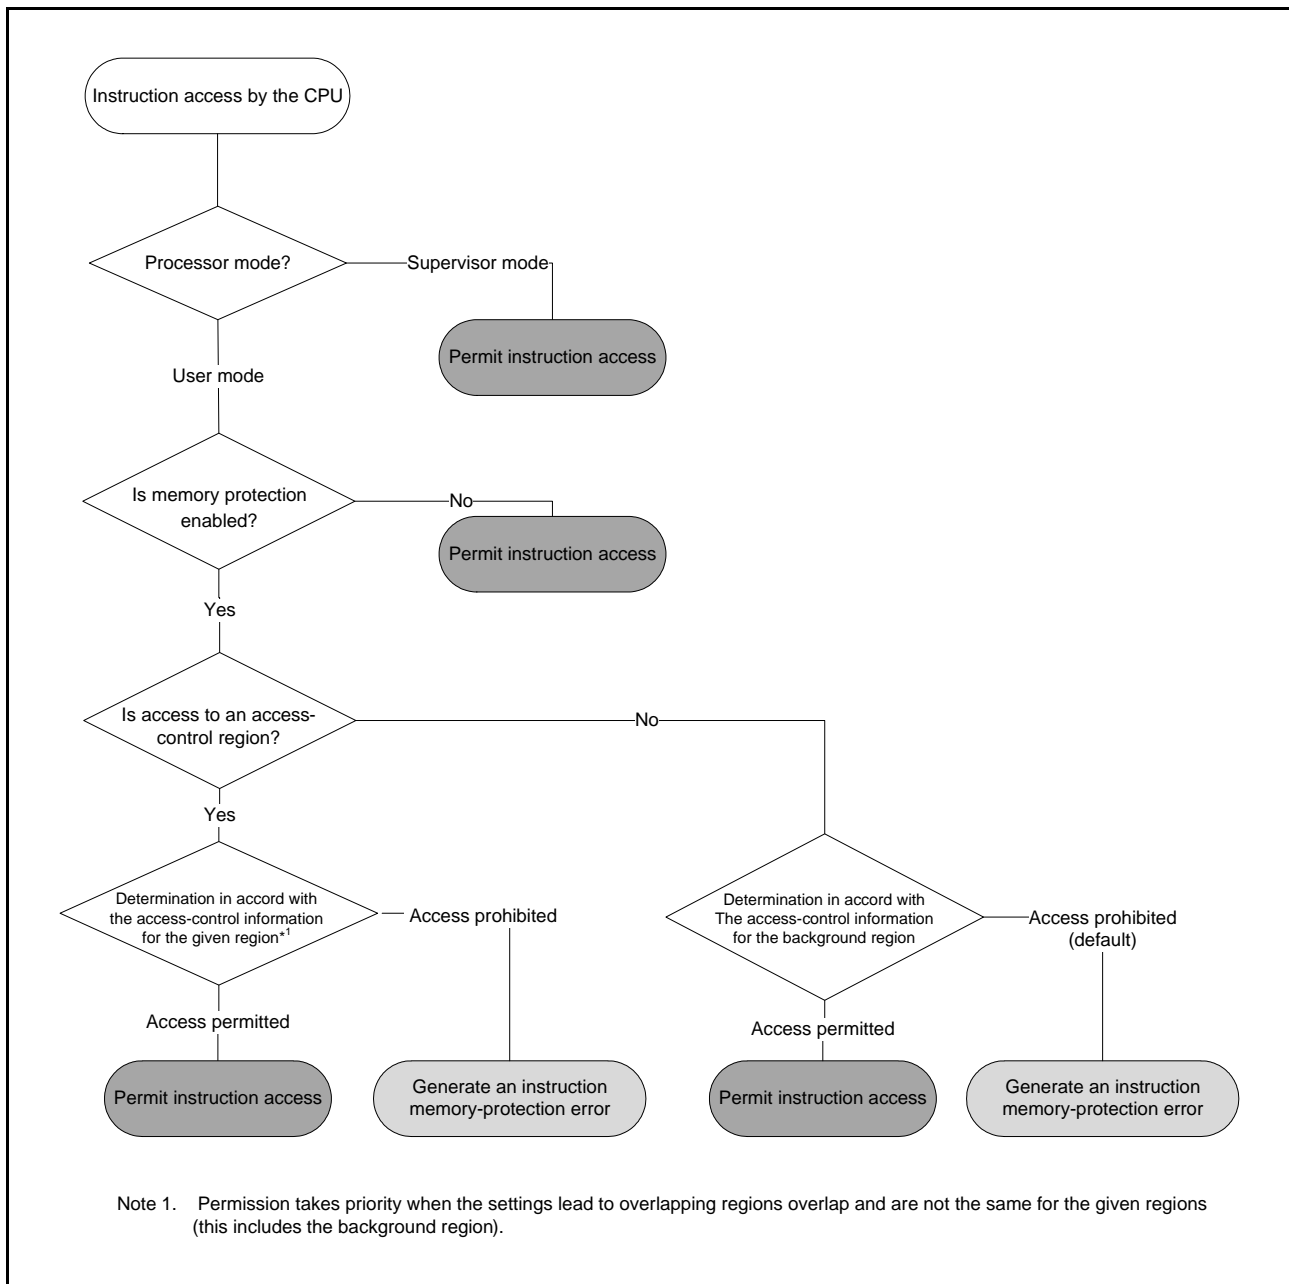 Instruction access by the CPU
Processor mode?
Supervisor mode
Permit instruction access
User mode
Is memory protection
enabled?
No
Permit instruction access
Yes
Is access to an access-
control region?
No
Yes
Determination in accord with
the access-control information
for the given region*1
Access prohibited
Determination in accord with
The access-control information
for the background region
Access prohibited
(default)
Access permitted
Access permitted
Permit instruction access
Generate an instruction
memory-protection error
Permit instruction access
Generate an instruction
memory-protection error
Note 1. Permission takes priority when the settings lead to overlapping regions overlap and are not the same for the given regions
(this includes the background region).